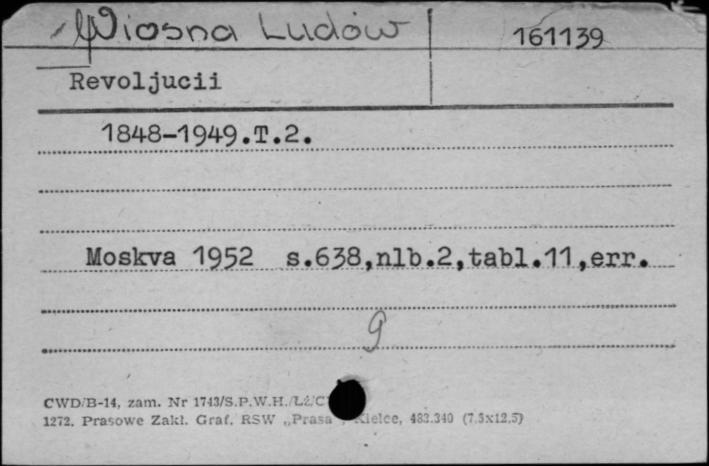 Wiosna Ludów
161139
Revoljucii
1848-1949.T.2.
Moskva 1952 s.638,nlb.2,tabl.11,err.
9
CWD/B-14, zam. Nr 1743/S.P.W.H./Lź/C
1272. Prasowe Zakł. Graf. RSW „Prasa", Kielce, 483.340 (7.5x12.5)